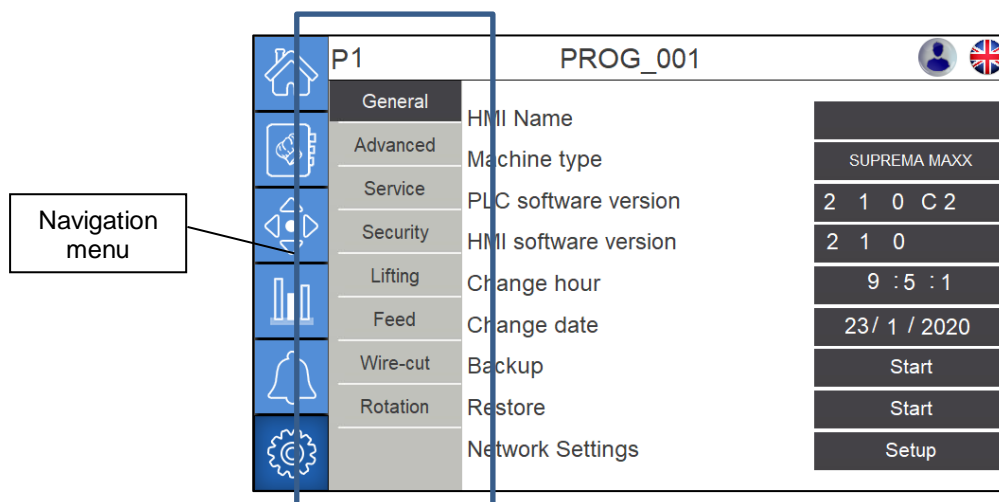 P1 PROG_001
Navigation
menu
General
Advanced
Service
Security
Lifting
Feed
Wire-cut
Rotation
HMI Name
Machine type SUPREMA MAXX
PLC software version 2 1 0 C 2
HMI software version 2 1 0
Change hour 9 : 5 : 1
Change date 23 / 1 / 2020
Backup Start
Restore Start
Network Settings Setup